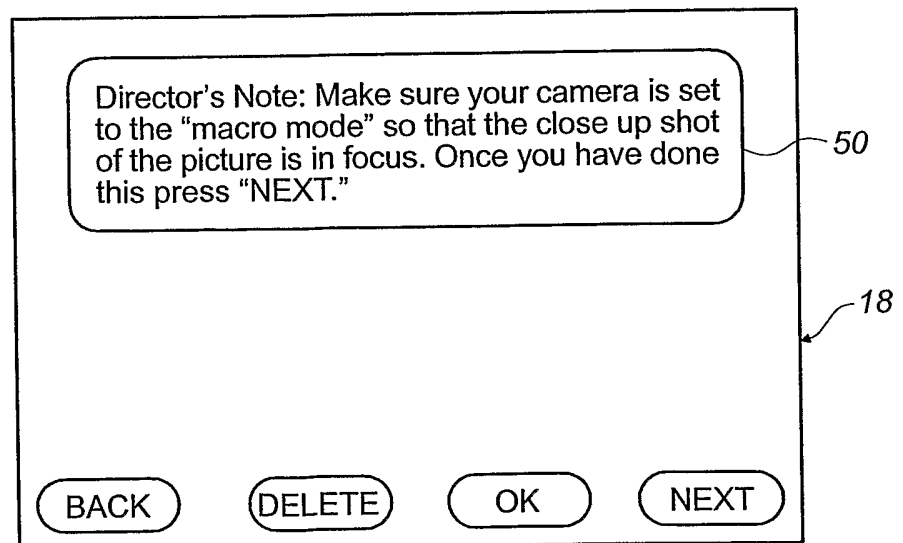 Director’s Note: Make sure your camera is set
to the “macro mode” so that the close up shot
of the picture is in focus. Once you have done
this press “NEXT.”
50
18
BACK DELETE OK NEXT